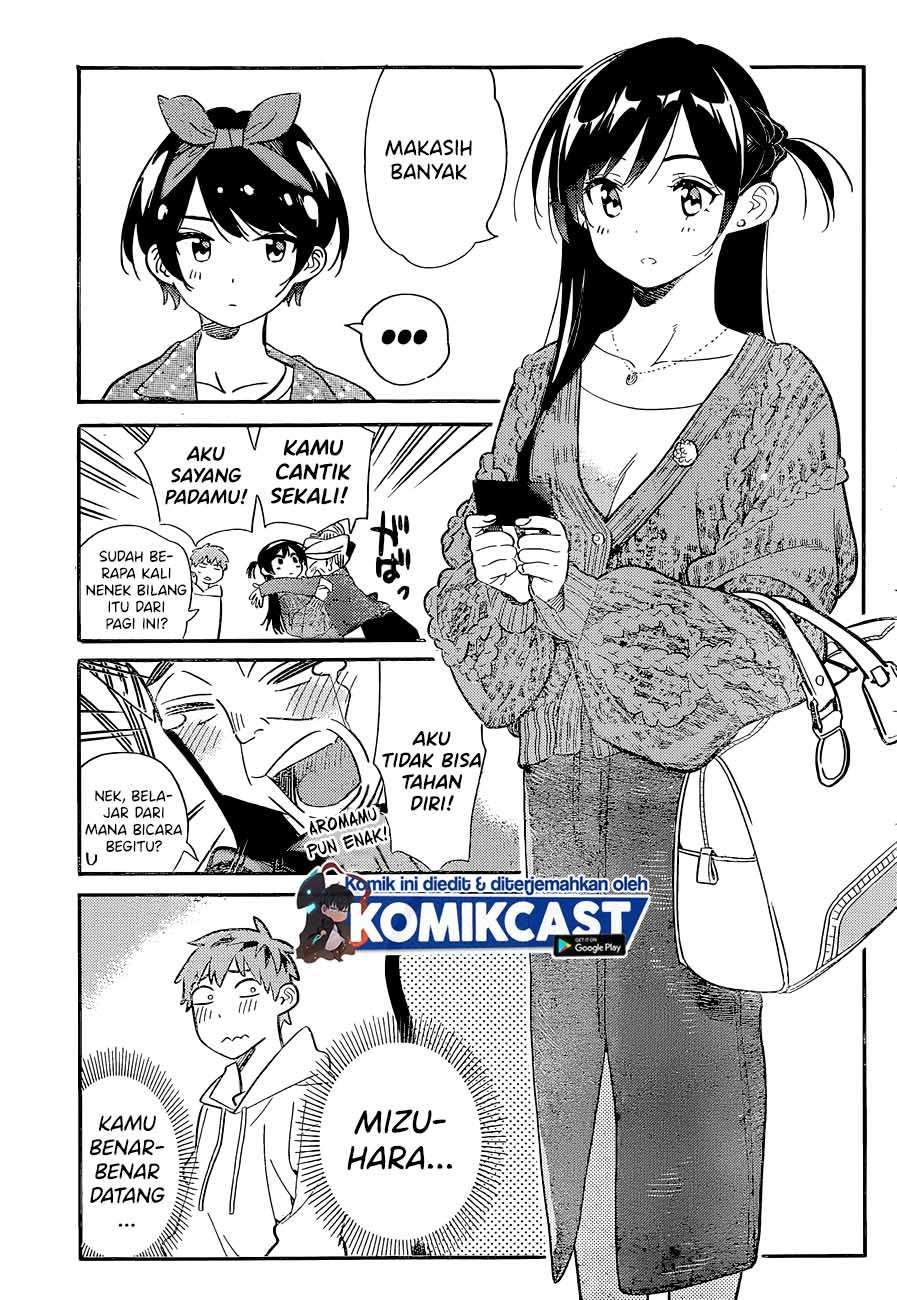 MAKASIH
BANYAK
...
KAMU
CANTIK
SEKALI!
AKU
SAYANG
PADAMU!
SUDAH BE-
RAPA KALI
NENEK BILANG
ITU DARI
PAGI INI?
がばっ
AKU
TIDAK BISA
TAHAN
DIRI!
AROMAMU
PUN ENAK!
NEK, BELA-
JAR DARI
MANA BICARA
BEGITU?
Komik ini diedit & diterjemahkan oleh
KOMIKCAST
GET IT ON
Google Play
MIZU-
HARA...
KAMU
BENAR-
BENAR
DATANG
...